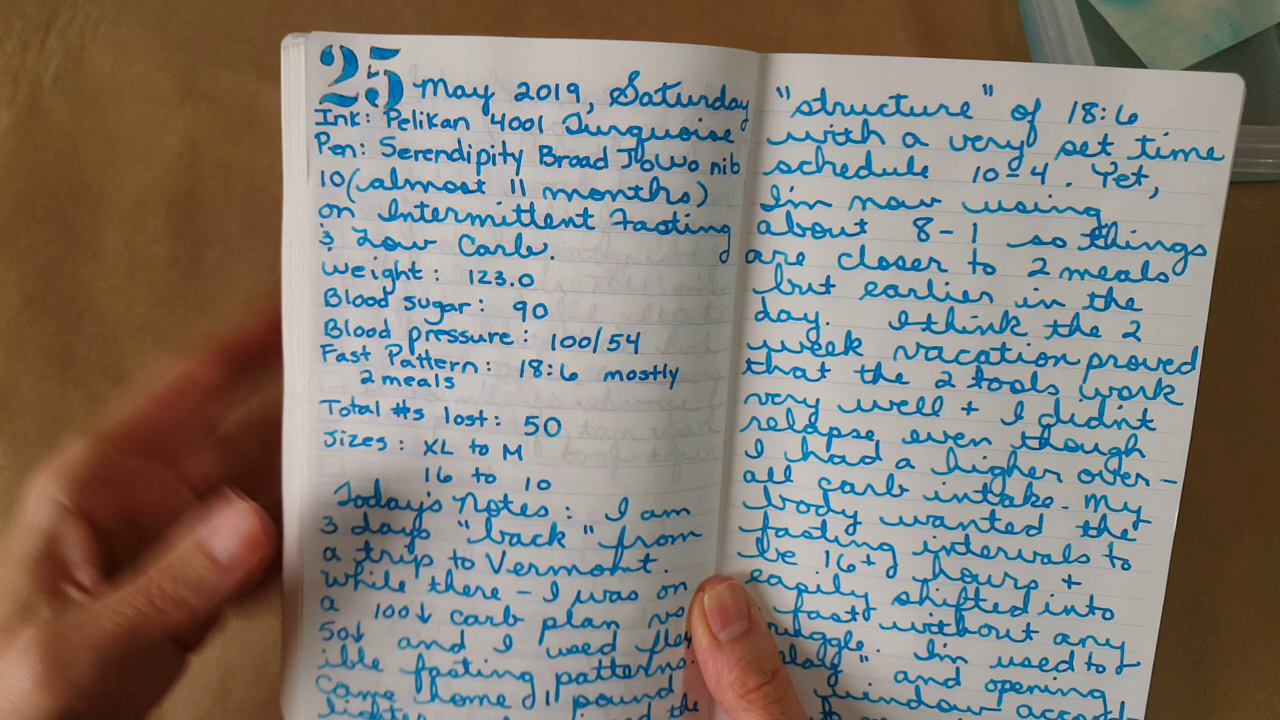 25 May 2019, Saturday
Ink: Pelikan 4001 Turquoise
Pen: Serendipity Broad JoWo nib
10 (almost 11 months)
on Intermittent Fasting
& Low Carb.
Weight: 123.0
Blood sugar: 90
Blood pressure: 100/54
Fast Pattern: 18:6 mostly
2 meals
Total #s lost: 50
Sizes: XL to M
16 to 10
Today's Notes: I am
3 days "back" from
a trip to Vermont.
While there - I was on
a 100↓ carb plan vs
50↓ and I used flex
ible fasting patterns.
Came home 1 pound
lighter the
"structure" of 18:6
with a very set time
schedule 10-4. Yet,
I'm now using
about 8-1 so things
are closer to 2 meals
but earlier in the
day. I think the 2
week vacation proved
that the 2 tools work
very well + I didn't
relapse even though
I had a higher over-
all carb intake. My
body wanted the
fasting intervals to
be 16+ hours +
easily shifted into
fast without any
I'm used to
and opening
window